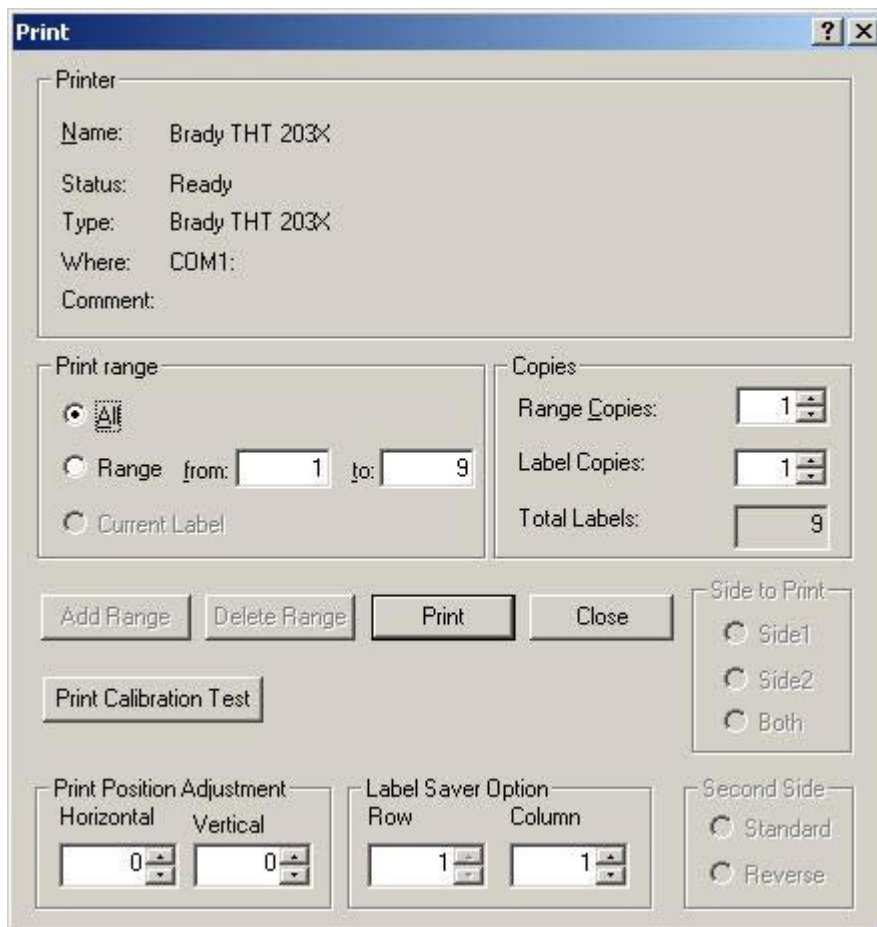 Print
Printer
Name: Brady THT 203X
Status: Ready
Type: Brady THT 203X
Where: COM1:
Comment:
Print range
All
Range from: 1 to: 9
Current Label
Copies
Range Copies: 1
Label Copies: 1
Total Labels: 9
Add Range Delete Range Print Close
Print Calibration Test
Side to Print
Side1
Side2
Both
Print Position Adjustment
Horizontal Vertical
0 0
Label Saver Option
Row Column
1 1
Second Side
Standard
Reverse